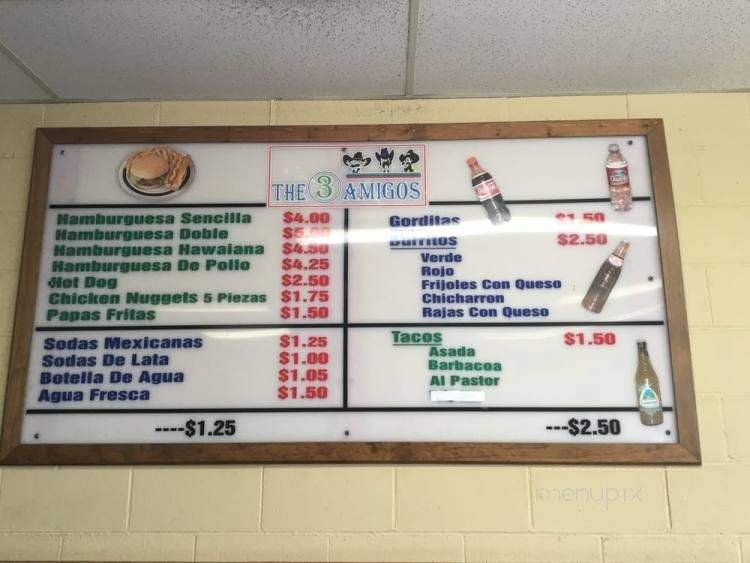 THE 3 AMIGOS
Hamburguesa Sencilla $4.00
Hamburguesa Doble
Hamburguesa Hawaiana $4.50
Hamburguesa De Pollo $4.25
Hot Dog $2.50
Chicken Nuggets 5 Piezas $1.75
Papas Fritas $1.50
Sodas Mexicanas $1.25
Sodas De Lata $1.00
Botella De Agua $1.05
Agua Fresca $1.50
----$1.25
Gorditas $1.50
Burritos $2.50
Verde
Rojo
Frijoles Con Queso
Chicharron
Rajas Con Queso
Tacos $1.50
Asada
Barbacoa
Al Pastor
---$2.50
menupix